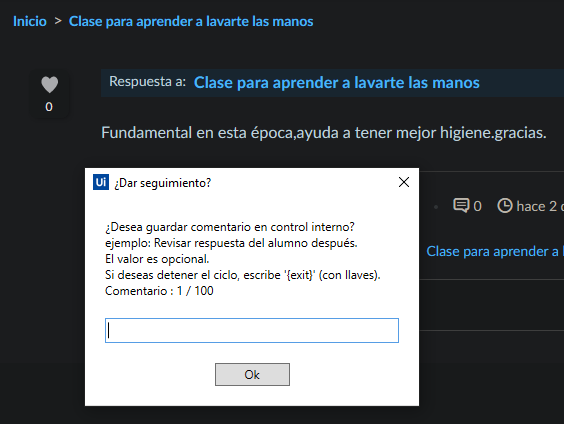 Inicio > Clase para aprender a lavarte las manos
Respuesta a: Clase para aprender a lavarte las manos
0
Fundamental en esta época,ayuda a tener mejor higiene.gracias.
Ui ¿Dar seguimiento?
¿Desea guardar comentario en control interno?
ejemplo: Revisar respuesta del alumno después.
El valor es opcional.
Si deseas detener el ciclo, escribe '{exit}' (con llaves).
Comentario : 1 / 100
Ok
0 hace 2
Clase para aprender a